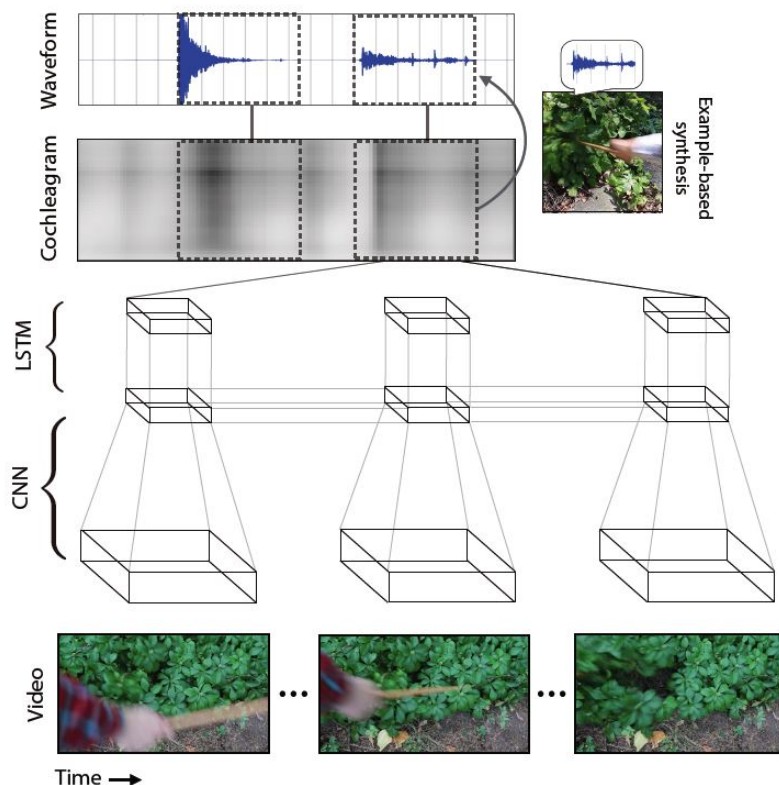 Waveform
Example-based
synthesis
Cochleagram
LSTM
CNN
Video
Time